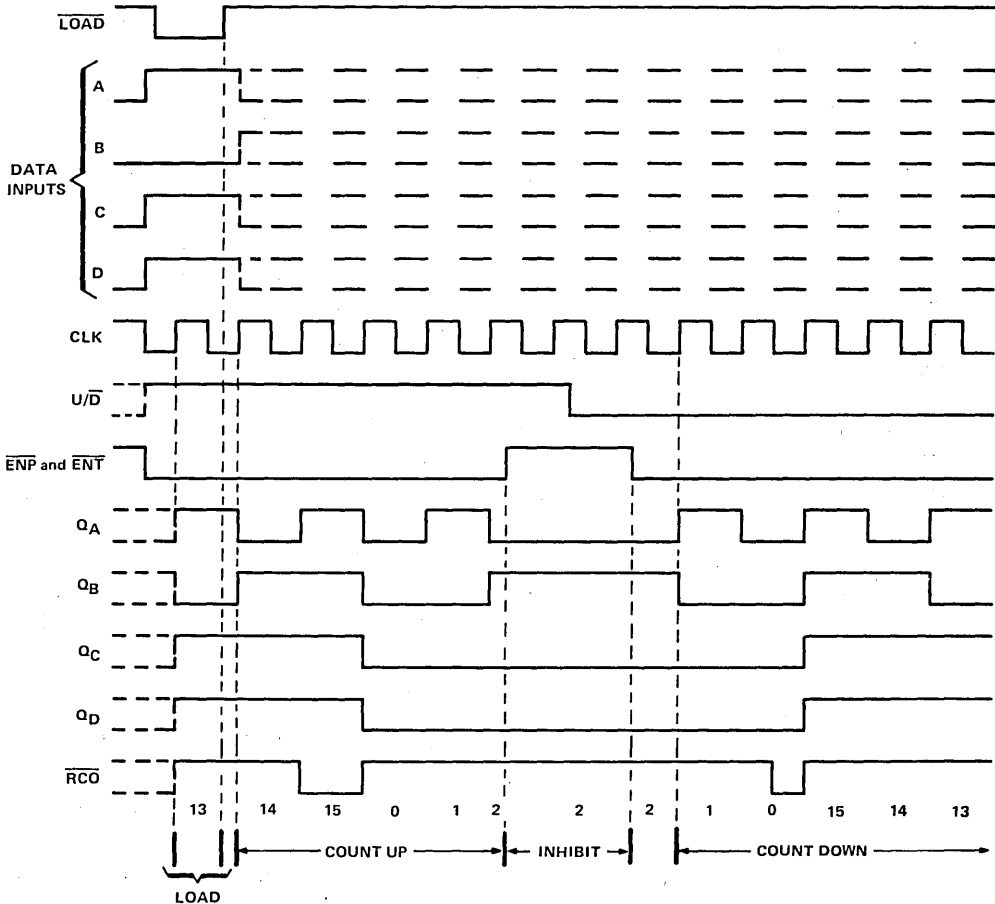 LOAD
A
B
DATA
INPUTS
C
D
CLK
U/D
ENP and ENT
QA
QB
QC
QD
RCO
13 14 15 0 1 2 2 2 1 0 15 14 13
COUNT UP INHIBIT COUNT DOWN
LOAD